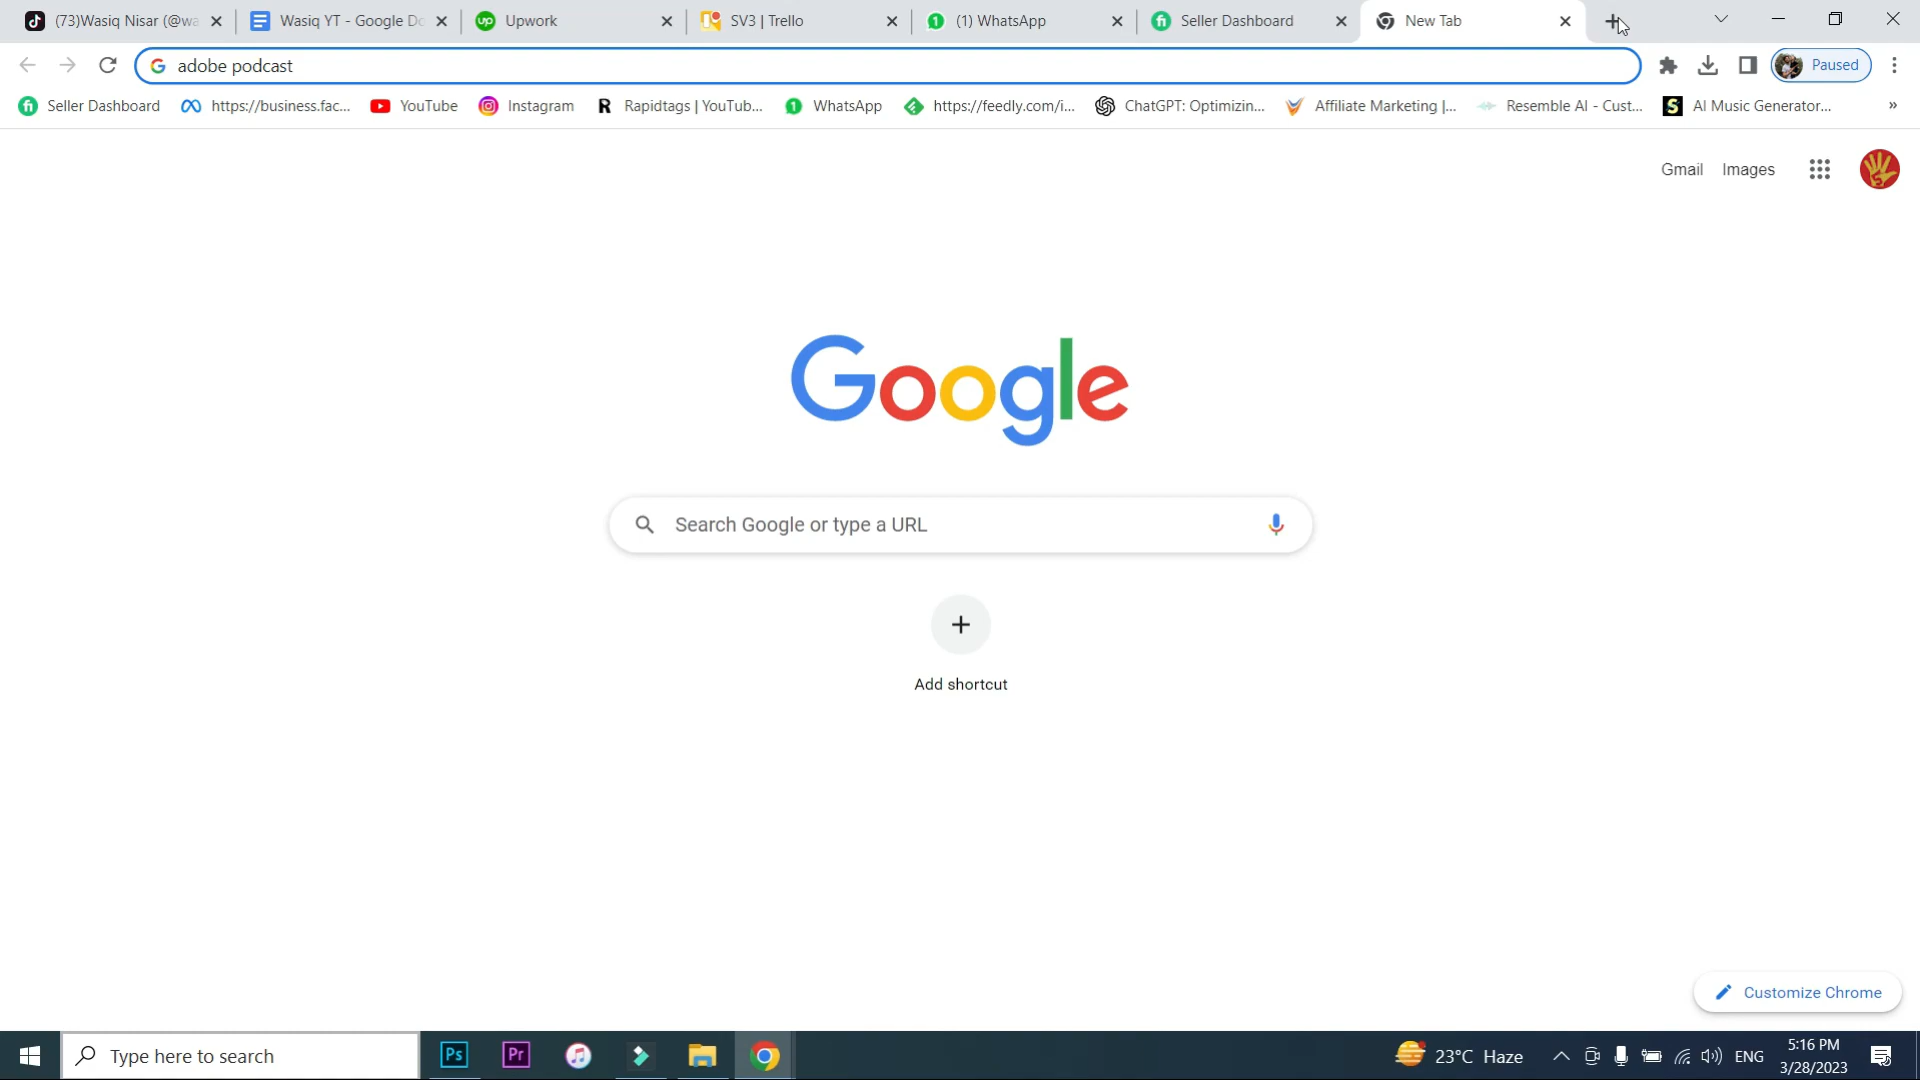 (73)Wasiq Nisar (@wa
Wasiq YT - Google Do
Upwork
SV3 | Trello
(1) WhatsApp
Seller Dashboard
New Tab
adobe podcast
Paused
Seller Dashboard
https://business.fac...
YouTube
Instagram
Rapidtags | YouTub...
WhatsApp
https://feedly.com/i...
ChatGPT: Optimizin...
Affiliate Marketing |...
Resemble AI - Cust...
AI Music Generator...
Gmail
Images
Google
Search Google or type a URL
Add shortcut
Customize Chrome
Type here to search
Ps
Pr
23°C Haze
ENG
5:16 PM
3/28/2023